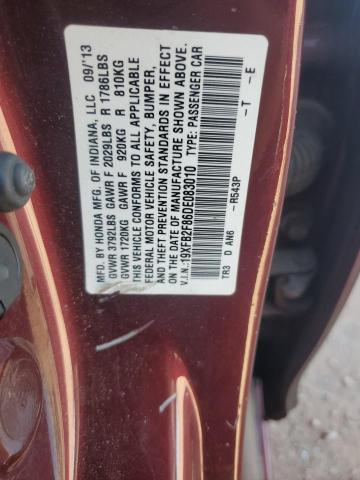 MFD. BY HONDA MFG. OF INDIANA, LLC 09/'13
GVWR 3792LBS GAWR F 2029LBS R 1786LBS
GVWR 1720KG GAWR F 920KG R 810KG
THIS VEHICLE CONFORMS TO ALL APPLICABLE
FEDERAL MOTOR VEHICLE SAFETY, BUMPER,
AND THEFT PREVENTION STANDARDS IN EFFECT
ON THE DATE OF MANUFACTURE SHOWN ABOVE.
V.I.N.:19XFB2F86DE083010 TYPE: PASSENGER CAR
-R543P -T -E
TR3 D AN6